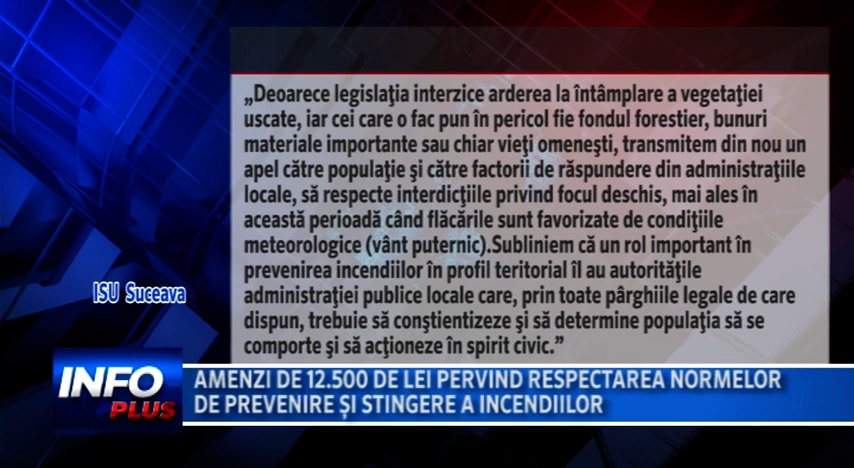 „Deoarece legislaţia interzice arderea la întâmplare a vegetaţiei
uscate, iar cei care o fac pun în pericol fie fondul forestier, bunuri
materiale importante sau chiar vieţi omeneşti, transmitem din nou un
apel către populaţie şi către factorii de răspundere din administraţiile
locale, să respecte interdicţiile privind focul deschis, mai ales în
această perioadă când flăcările sunt favorizate de condiţiile
meteorologice (vânt puternic).Subliniem că un rol important în
prevenirea incendiilor în profil teritorial îl au autorităţile
administraţiei publice locale care, prin toate pârghiile legale de care
dispun, trebuie să conştientizeze şi să determine populaţia să se
comporte şi să acţioneze în spirit civic.”
ISU Suceava
INFO
PLUS
AMENZI DE 12.500 DE LEI PERVIND RESPECTAREA NORMELOR
DE PREVENIRE ȘI STINGERE A INCENDIILOR